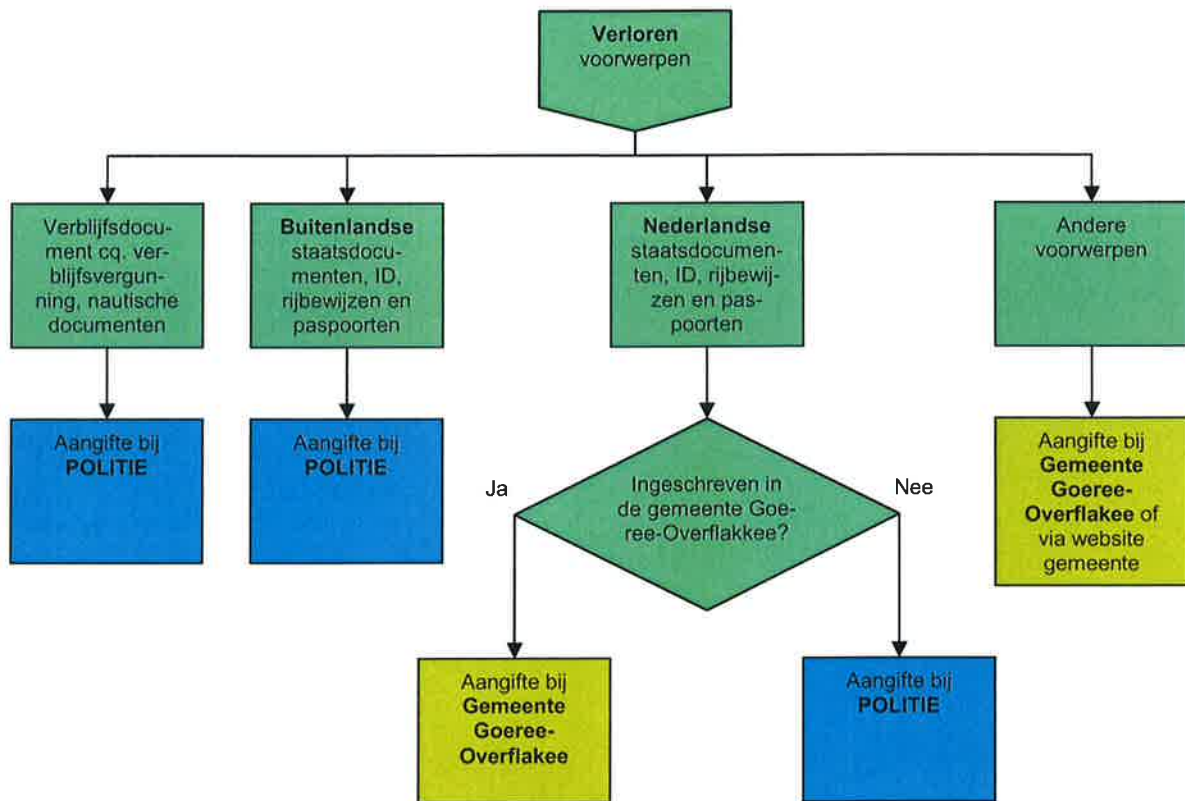 Verloren
voorwerpen
Verblijfsdocu-
ment cq. ver-
blijfsvergun-
ning, nautische
documenten
Buitenlandse
staatsdocu-
menten, ID,
rijbewijzen en
paspoorten
Nederlandse
staatsdocumen-
ten, ID, rijbewij-
zen en pas-
poorten
Andere
voorwerpen
Aangifte bij
POLITIE
Aangifte bij
POLITIE
Ja
Ingeschreven in
de gemeente Goe-
ree-Overflakkee?
Nee
Aangifte bij
Gemeente
Goeree-
Overflakee of
via website
gemeente
Aangifte bij
Gemeente
Goeree-
Overflakee
Aangifte bij
POLITIE